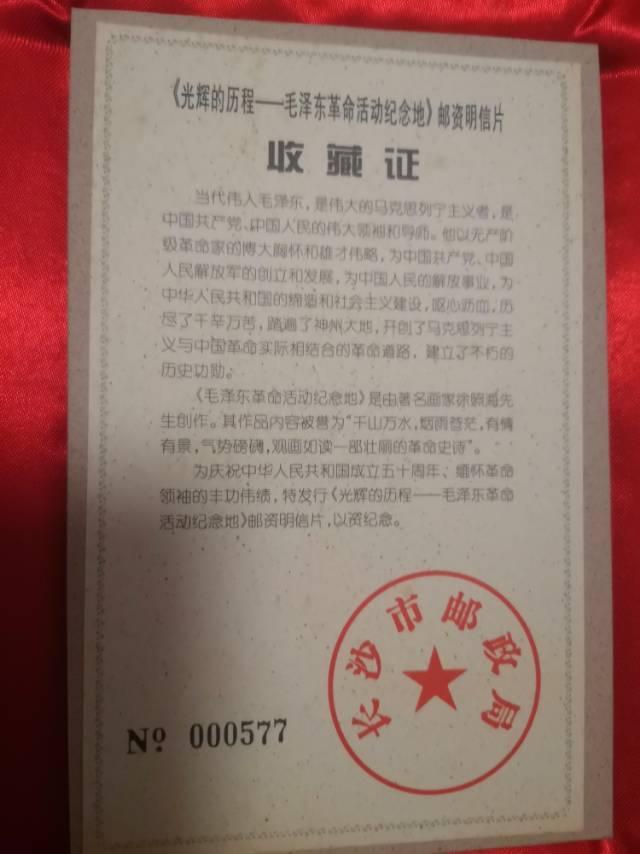 《光辉的历程——毛泽东革命活动纪念地》邮资明信片
收藏证
当代伟人毛泽东，是伟大的马克思列宁主义者，是
中国共产党、中国人民的伟大领袖和导师。他以无产阶
级革命家的博大胸怀和雄才伟略，为中国共产党、中国
人民解放军的创立和发展，为中国人民的解放事业，为
中华人民共和国的缔造和社会主义建设，呕心沥血，历
尽了千辛万苦，踏遍了神州大地，开创了马克思列宁主
义与中国革命实际相结合的革命道路，建立了不朽的
历史功勋。
《毛泽东革命活动纪念地》是由著名画家徐照海先
生创作。其作品内容被誉为“千山万水，烟雨苍茫，有情
有景，气势磅礴，观画如读一部壮丽的革命史诗”。
为庆祝中华人民共和国成立五十周年、缅怀革命
领袖的丰功伟绩，特发行《光辉的历程——毛泽东革命
活动纪念地》邮资明信片，以资纪念。
长沙市邮政局
No 000577